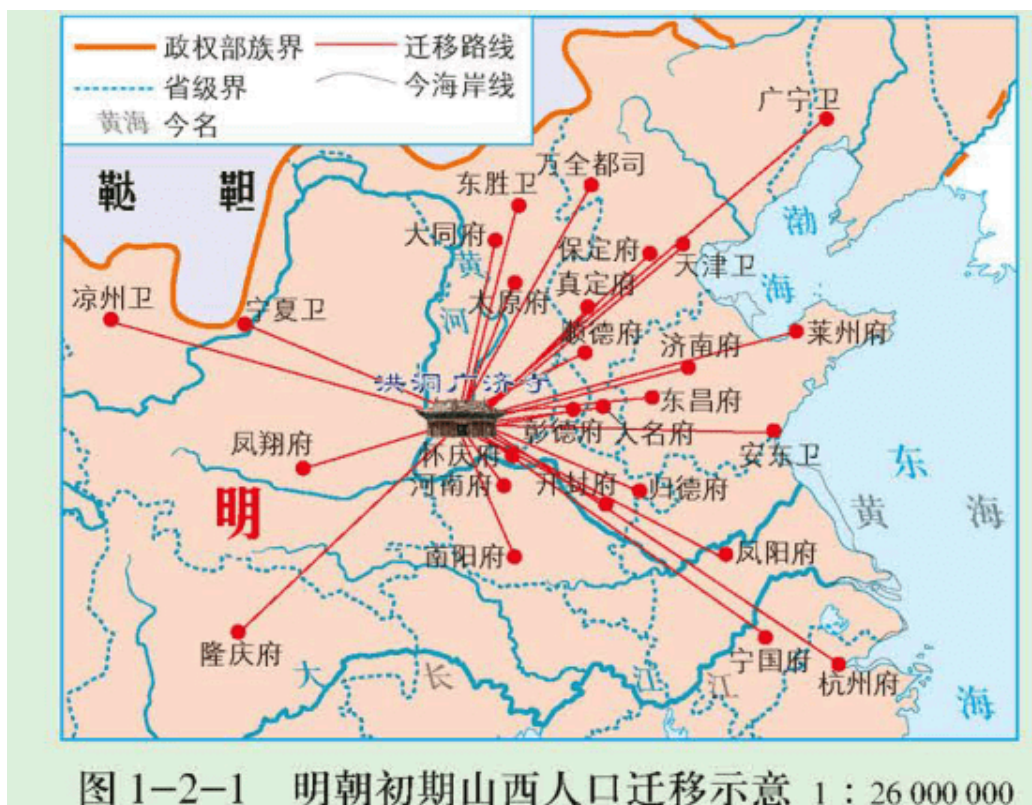 政权部族界
迁移路线
省级界
今海岸线
黄海 今名
广宁卫
万全都司
东胜卫
鞑靼
大同府
保定府
渤海
黄河
天津卫
真定府
凉州卫
太原府
宁夏卫
顺德府
莱州府
济南府
洪洞广济寺
东昌府
彰德府
大名府
凤翔府
怀庆府
安东卫
东海
河南府
开封府
归德府
明
黄海
南阳府
凤阳府
隆庆府
宁国府
大江
长江
杭州府
图1-2-1 明朝初期山西人口迁移示意 1:26 000 000